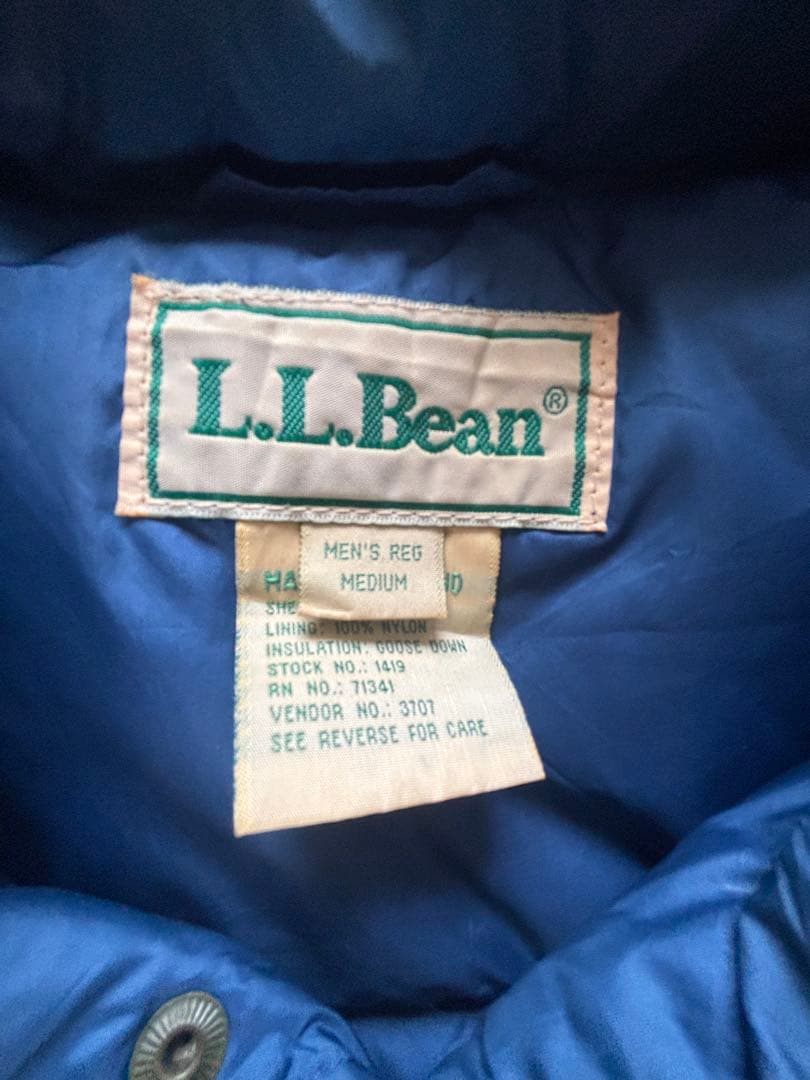 L.L.Bean®
MEN'S REG
MEDIUM
LINING: 100% NYLON
INSULATION: GOOSE DOWN
STOCK NO.: 1419
RN NO.: 71341
VENDOR NO.: 3707
SEE REVERSE FOR CARE